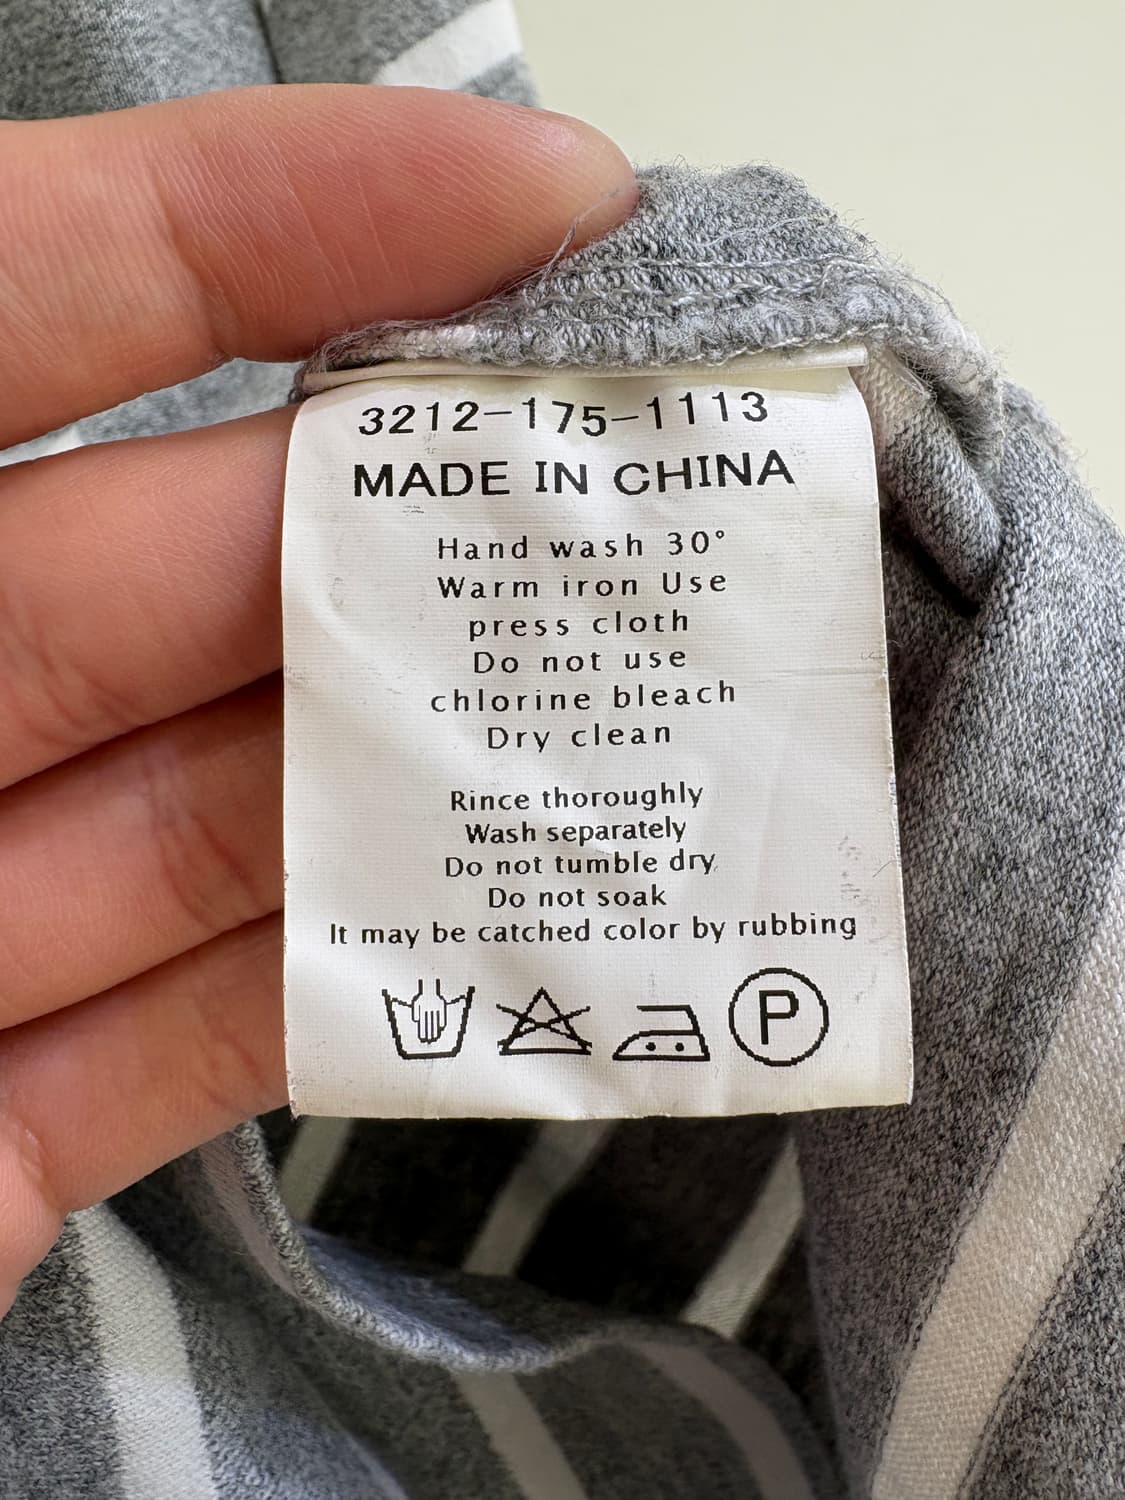 3212-175-1113
MADE IN CHINA
Hand wash 30°
Warm iron Use
press cloth
Do not use
chlorine bleach
Dry clean
Rince thoroughly
Wash separately
Do not tumble dry
Do not soak
It may be catched color by rubbing
P